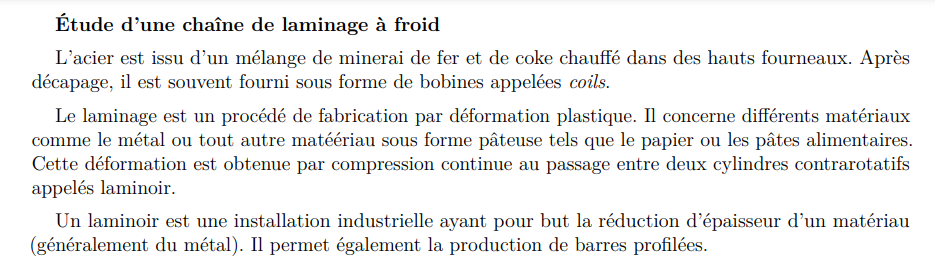 Étude d'une chaîne de laminage à froid
L'acier est issu d'un mélange de minerai de fer et de coke chauffé dans des hauts fourneaux. Après
décapage, il est souvent fourni sous forme de bobines appelées coils.
Le laminage est un procédé de fabrication par déformation plastique. Il concerne différents matériaux
comme le métal ou tout autre matéériau sous forme pâteuse tels que le papier ou les pâtes alimentaires.
Cette déformation est obtenue par compression continue au passage entre deux cylindres contrarotatifs
appelés laminoir.
Un laminoir est une installation industrielle ayant pour but la réduction d'épaisseur d'un matériau
(généralement du métal). Il permet également la production de barres profilées.